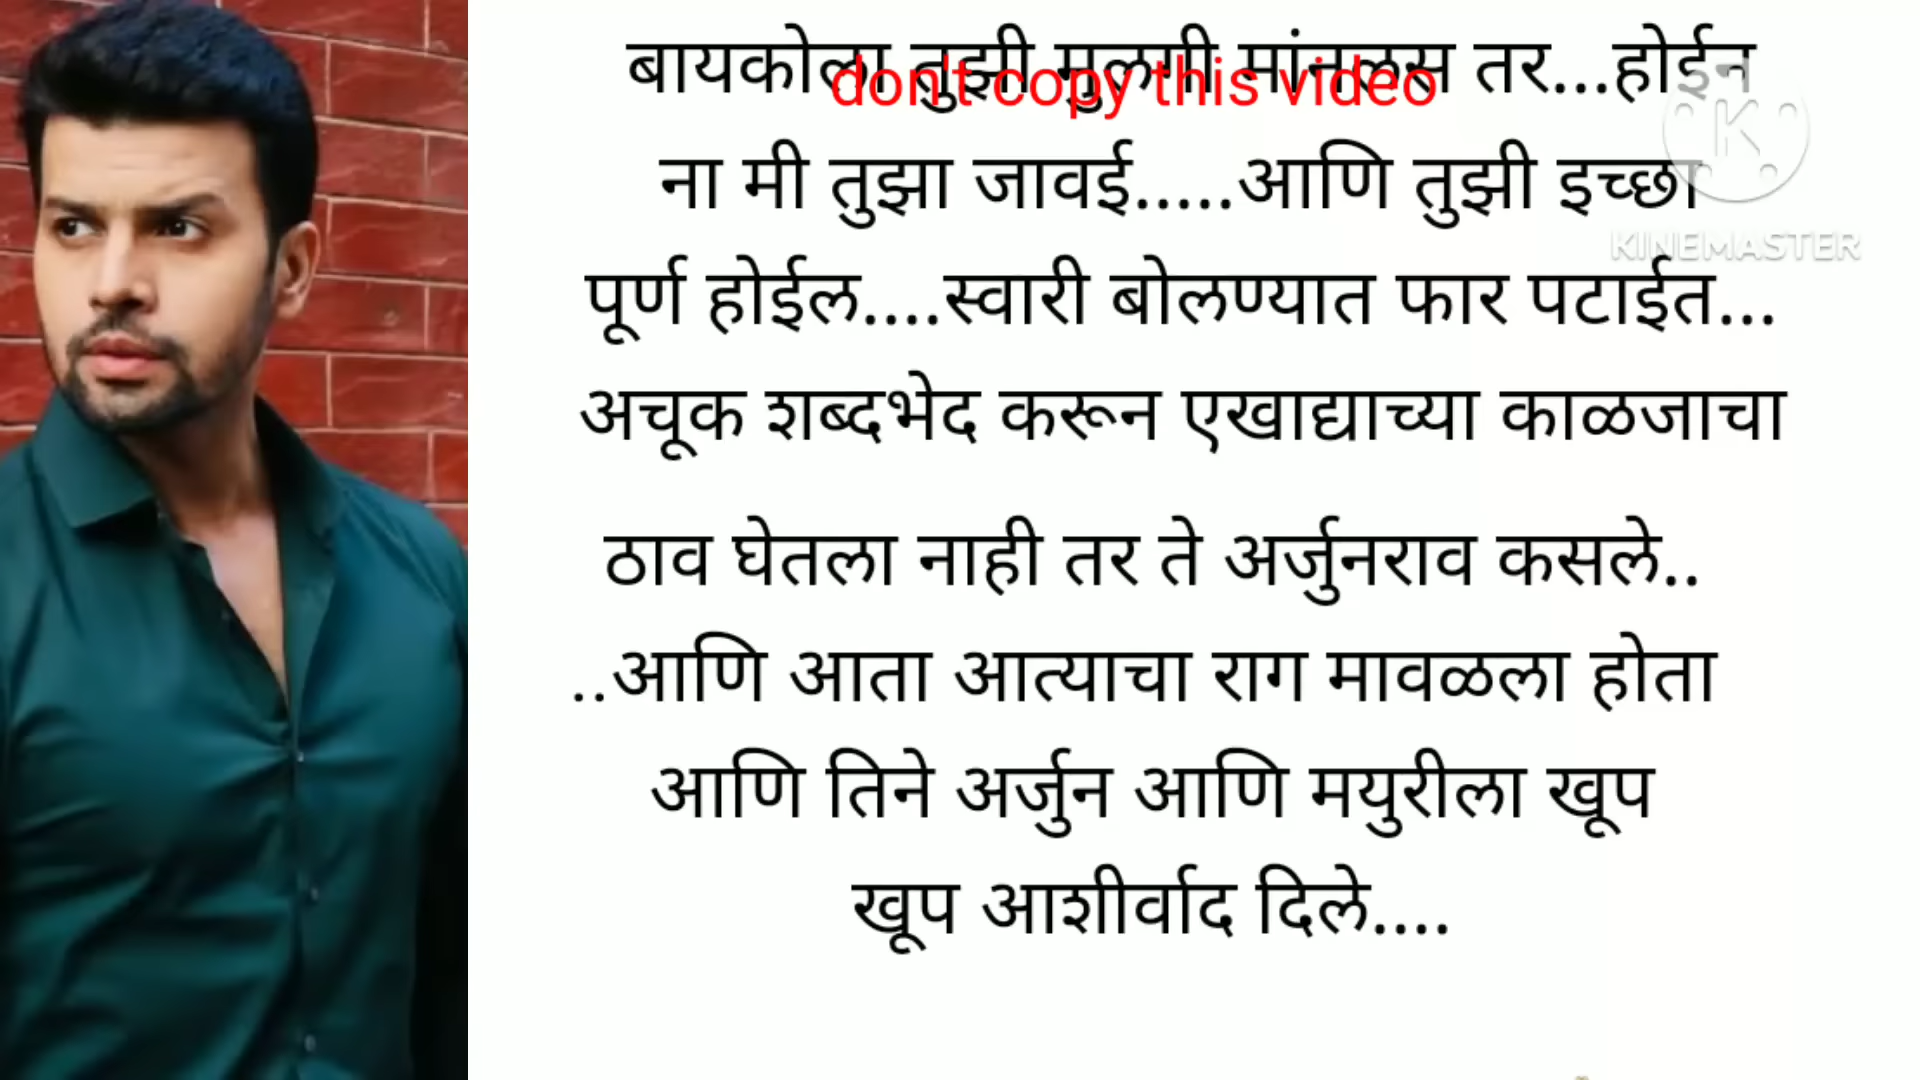 बायकोला तुझी मुलगी मांनलस तर...होईन
don't copy this video
ना मी तुझा जावई.....आणि तुझी इच्छा
KINEMASTER
पूर्ण होईल....स्वारी बोलण्यात फार पटाईत...
अचूक शब्दभेद करून एखाद्याच्या काळजाचा
ठाव घेतला नाही तर ते अर्जुनराव कसले..
..आणि आता आत्याचा राग मावळला होता
आणि तिने अर्जुन आणि मयुरीला खूप
खूप आशीर्वाद दिले....